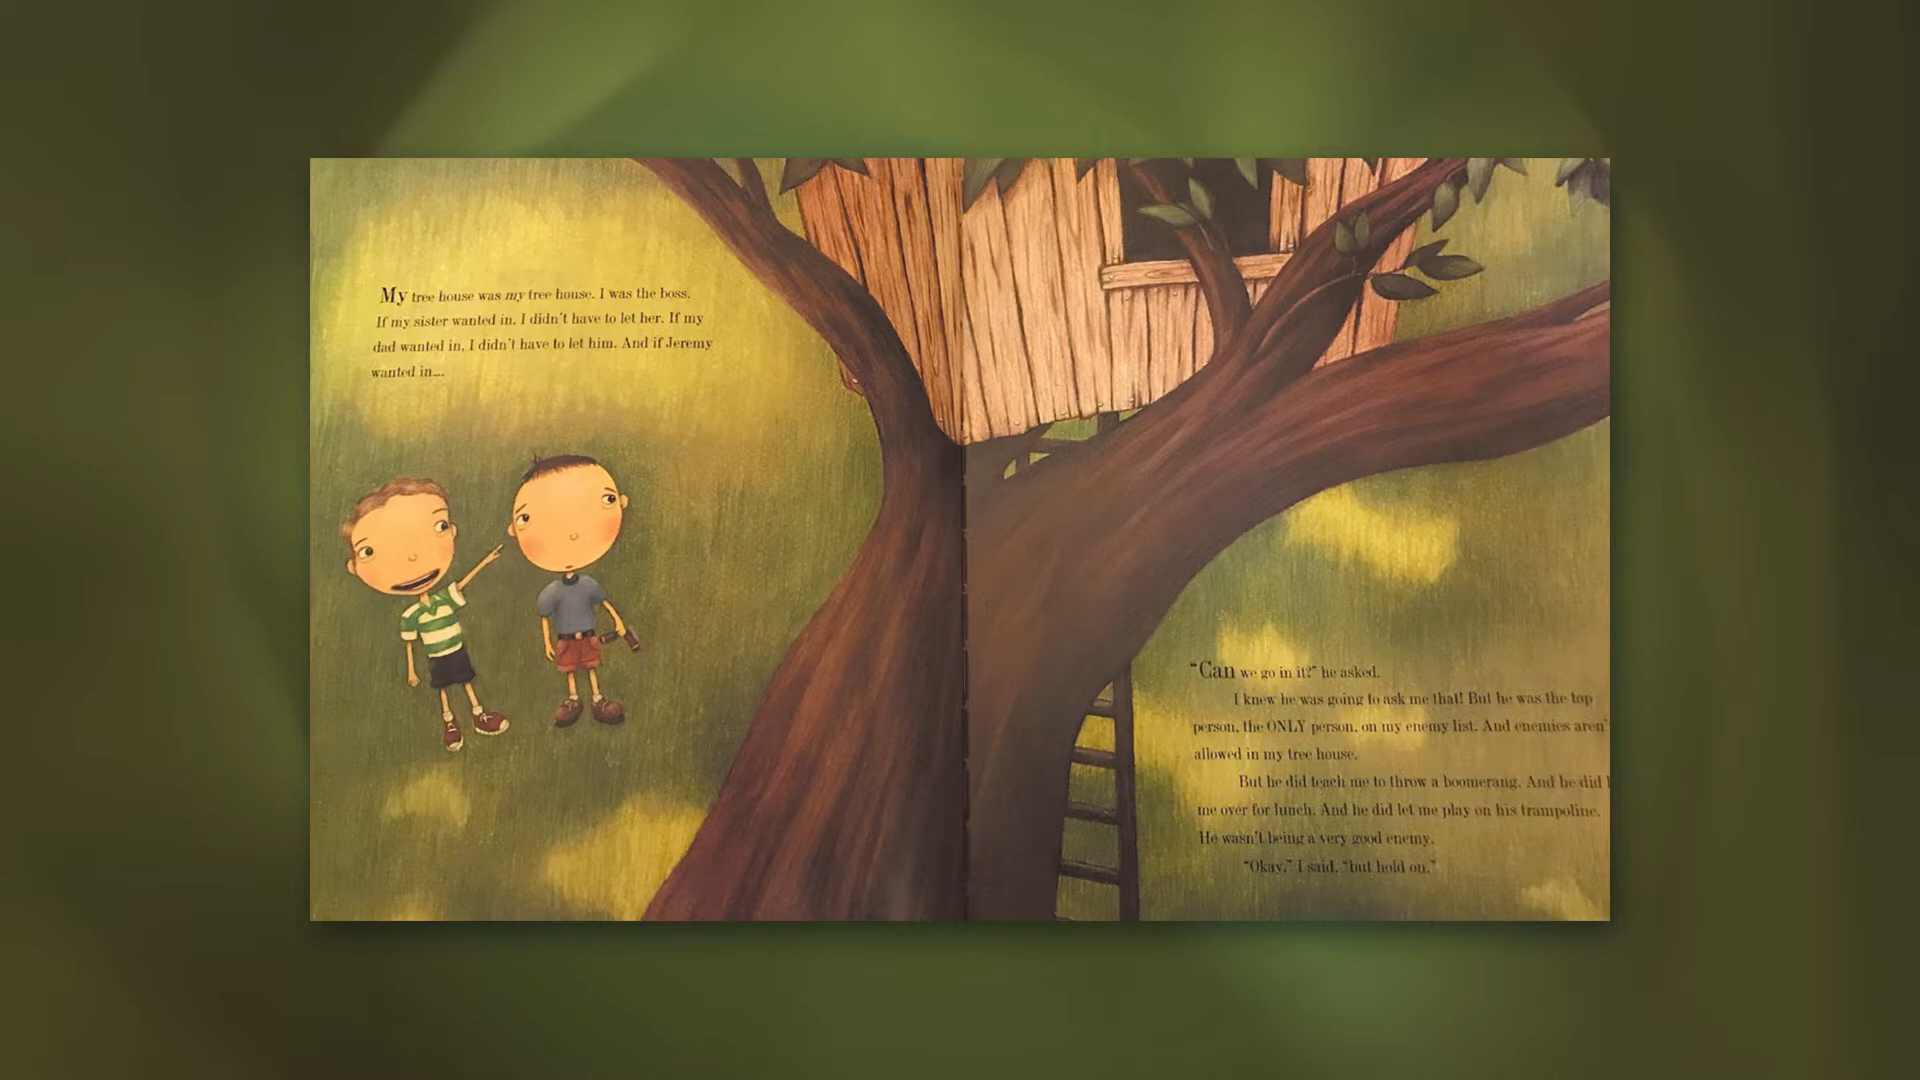 My tree house was my tree house. I was the boss.
If my sister wanted in, I didn't have to let her. If my
dad wanted in, I didn't have to let him. And if Jeremy
wanted in....
"Can we go in it?" he asked.
I knew he was going to ask me that! But he was the top
person, the ONLY person, on my enemy list. And enemies aren'
allowed in my tree house.
But he did teach me to throw a boomerang. And he did
me over for lunch. And he did let me play on his trampoline.
He wasn't being a very good enemy.
"Okay," I said, "but hold on."